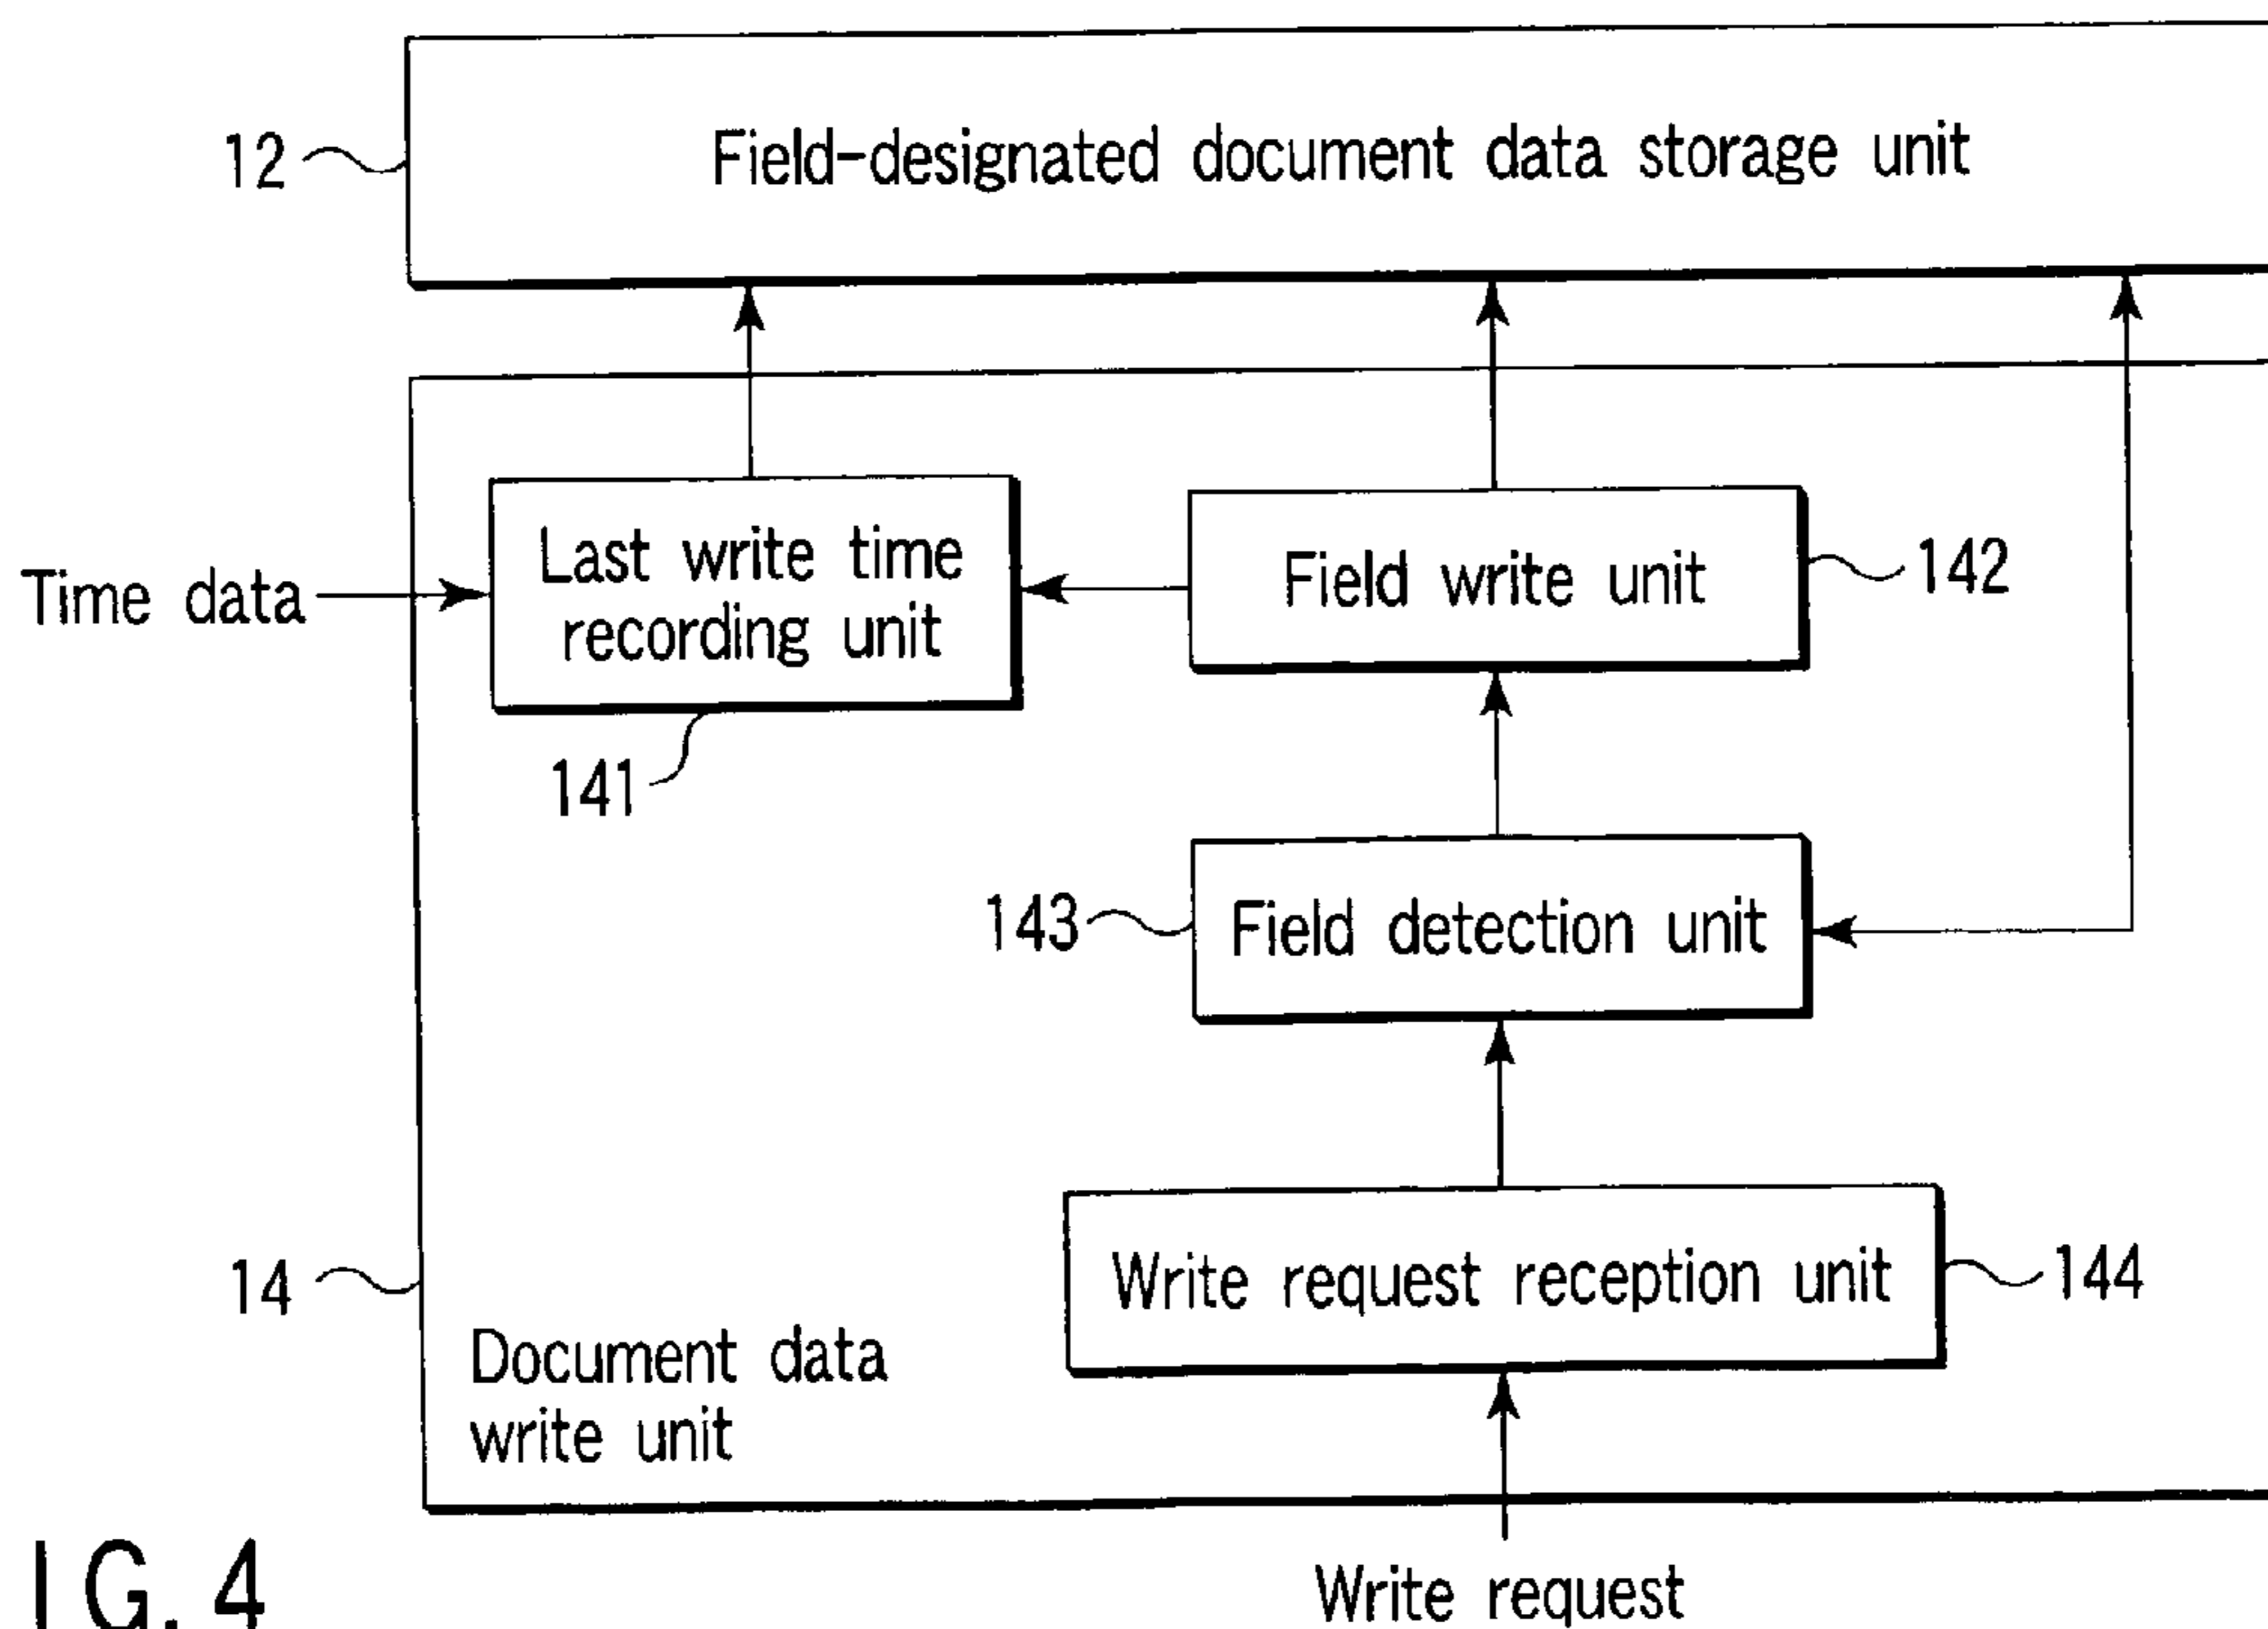 12
Field-designated document data storage unit
Time data
Last write time
recording unit
141
Field write unit
142
143
Field detection unit
Write request reception unit
144
14
Document data
write unit
Write request
IG. 4